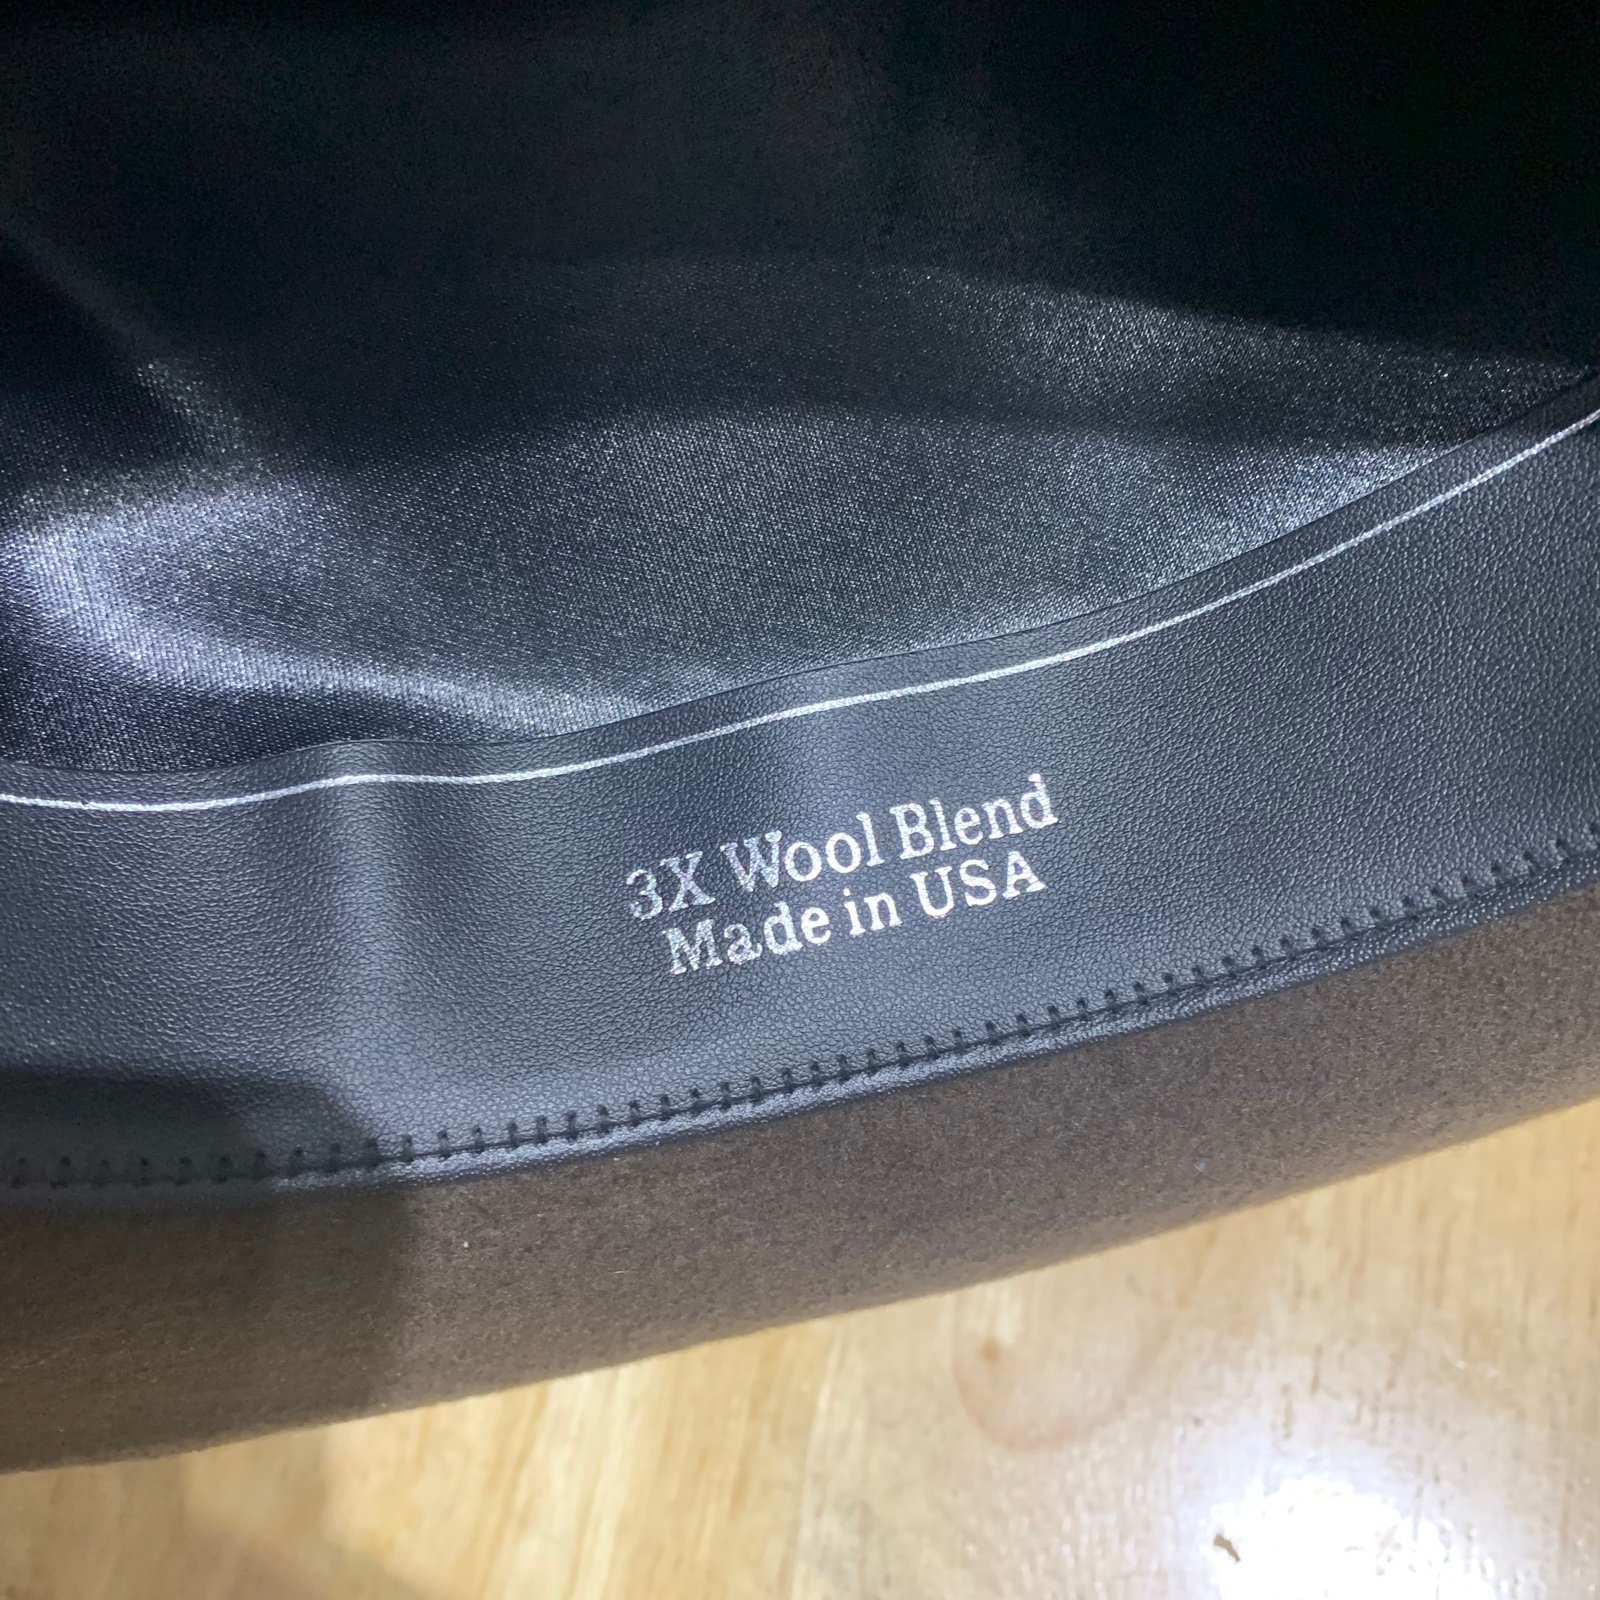 3X Wool Blend
Made in USA